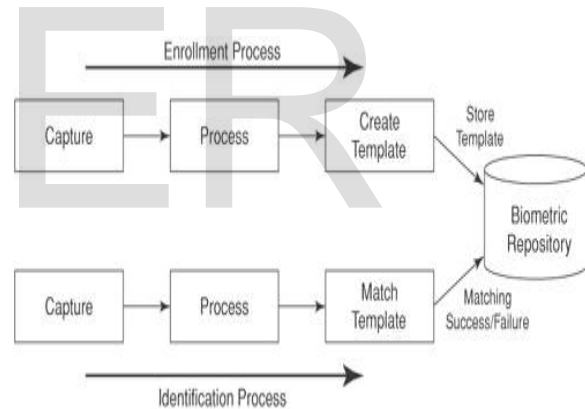 ER
Enrollment Process
Capture
Process
Create
Template
Store
Template
Biometric
Repository
Capture
Process
Match
Template
Matching
Success/Failure
Identification Process